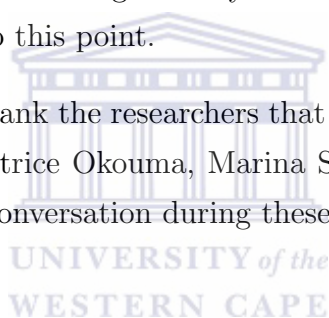 this point.
ank the researchers that
trice Okouma, Marina S
onversation during these
UNIVERSITY of the
WESTERN CAPE